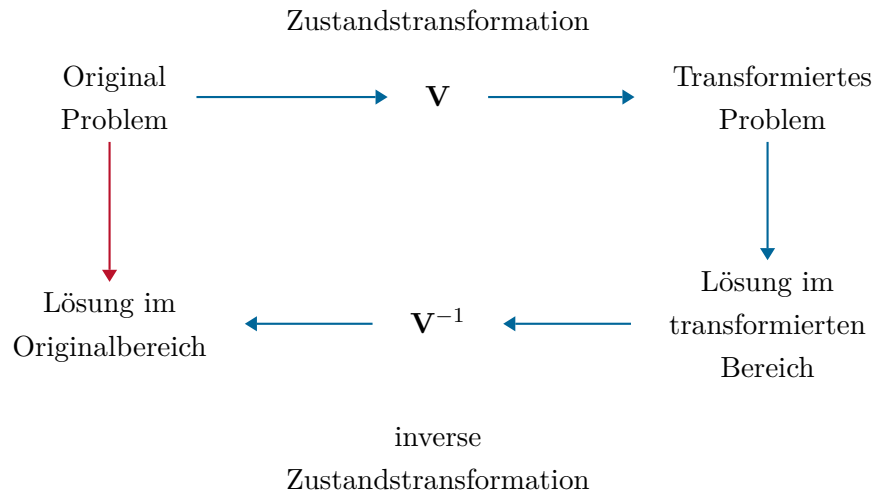 Zustandstransformation
Original
Problem
V
Transformiertes
Problem
Lösung im
Originalbereich
V⁻¹
Lösung im
transformierten
Bereich
inverse
Zustandstransformation